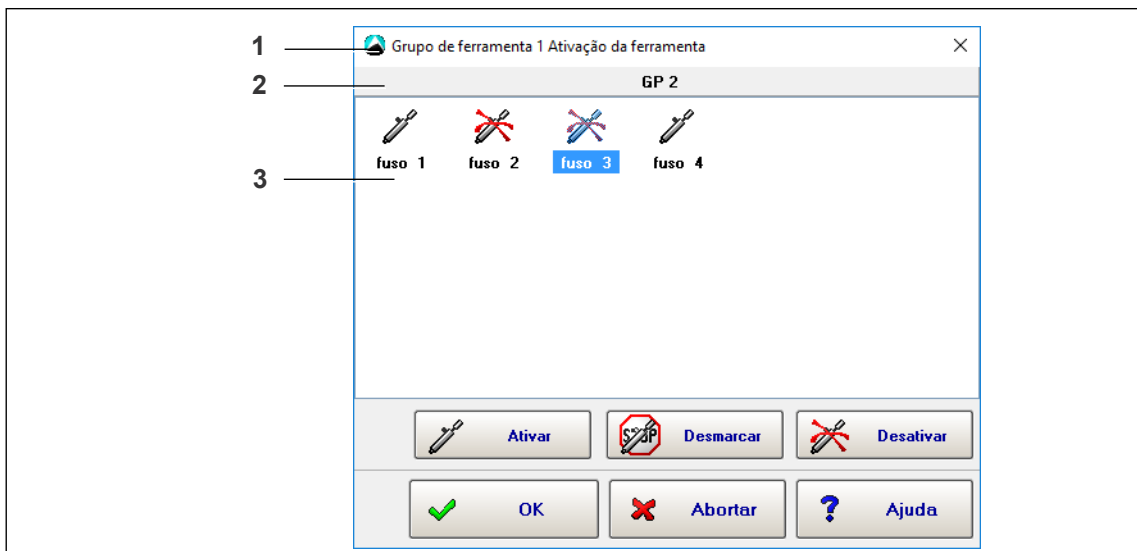 1
Grupo de ferramenta 1 Ativação da ferramenta
2
GP 2
fuso 1 fuso 2 fuso 3 fuso 4
3
Ativar STOP Desmarcar Desativar
OK Abortar ? Ajuda